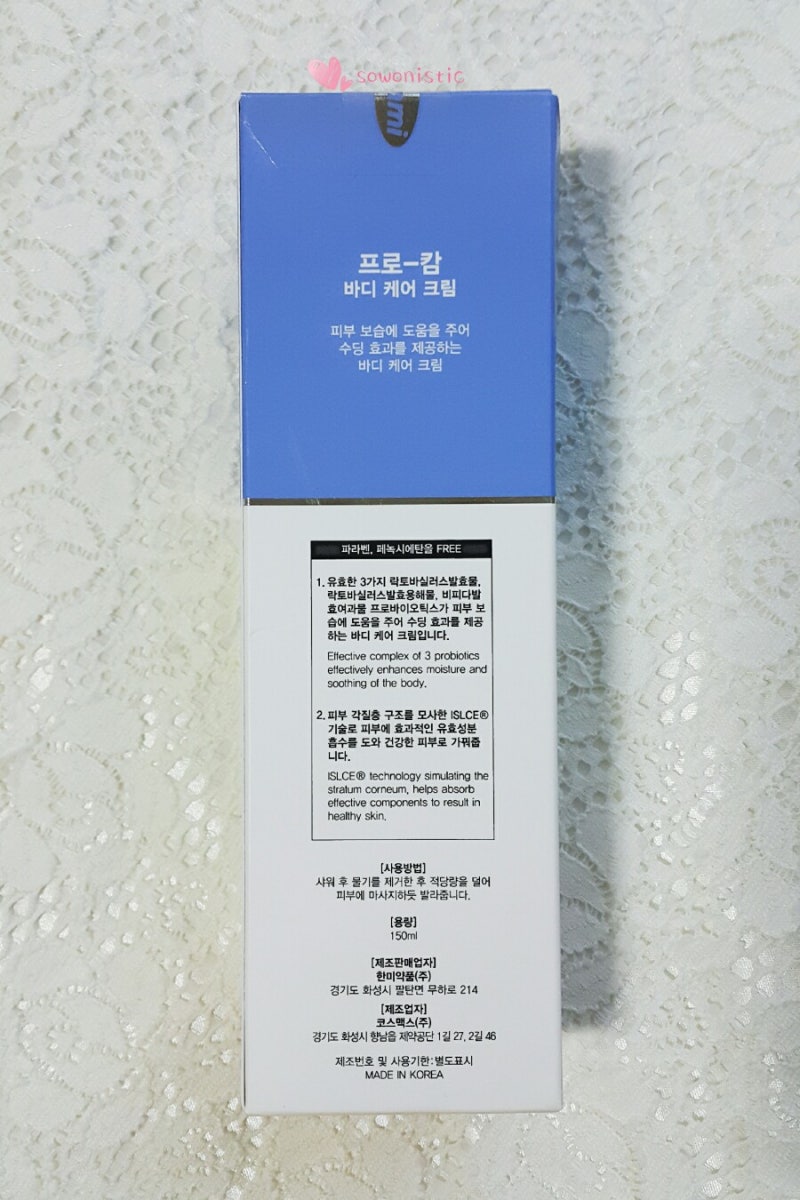 sowonistic
ami
프로-캄
바디 케어 크림
피부 보습에 도움을 주어
수딩 효과를 제공하는
바디 케어 크림
파라벤, 페녹시에탄올 FREE
1. 유효한 3가지 락토바실러스발효물,
락토바실러스발효용해물, 비피다발
효여과물 프로바이오틱스가 피부 보
습에 도움을 주어 수딩 효과를 제공
하는 바디 케어 크림입니다.
Effective complex of 3 probiotics
effectively enhances moisture and
soothing of the body.
2. 피부 각질층 구조를 모사한 ISLCE®
기술로 피부에 효과적인 유효성분
흡수를 도와 건강한 피부로 가꿔줍
니다.
ISLCE® technology simulating the
stratum corneum, helps absorb
effective components to result in
healthy skin.
[사용방법]
샤워 후 물기를 제거한 후 적당량을 덜어
피부에 마사지하듯 발라줍니다.
[용량]
150ml
[제조판매업자]
한미약품(주)
경기도 화성시 팔탄면 무하로 214
[제조업자]
코스맥스(주)
경기도 화성시 향남읍 제약공단 1길 27, 2길 46
제조번호 및 사용기한:별도표시
MADE IN KOREA